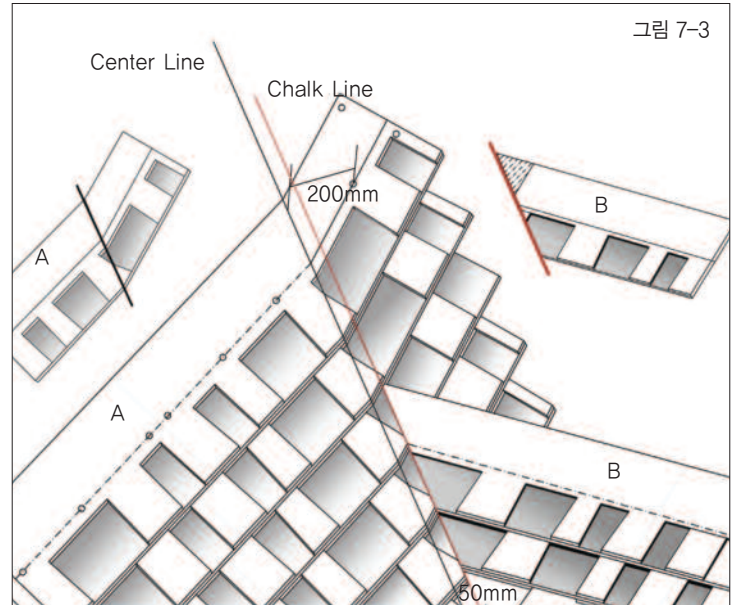 그림 7-3
Center Line
Chalk Line
200mm
A
B
A
B
50mm